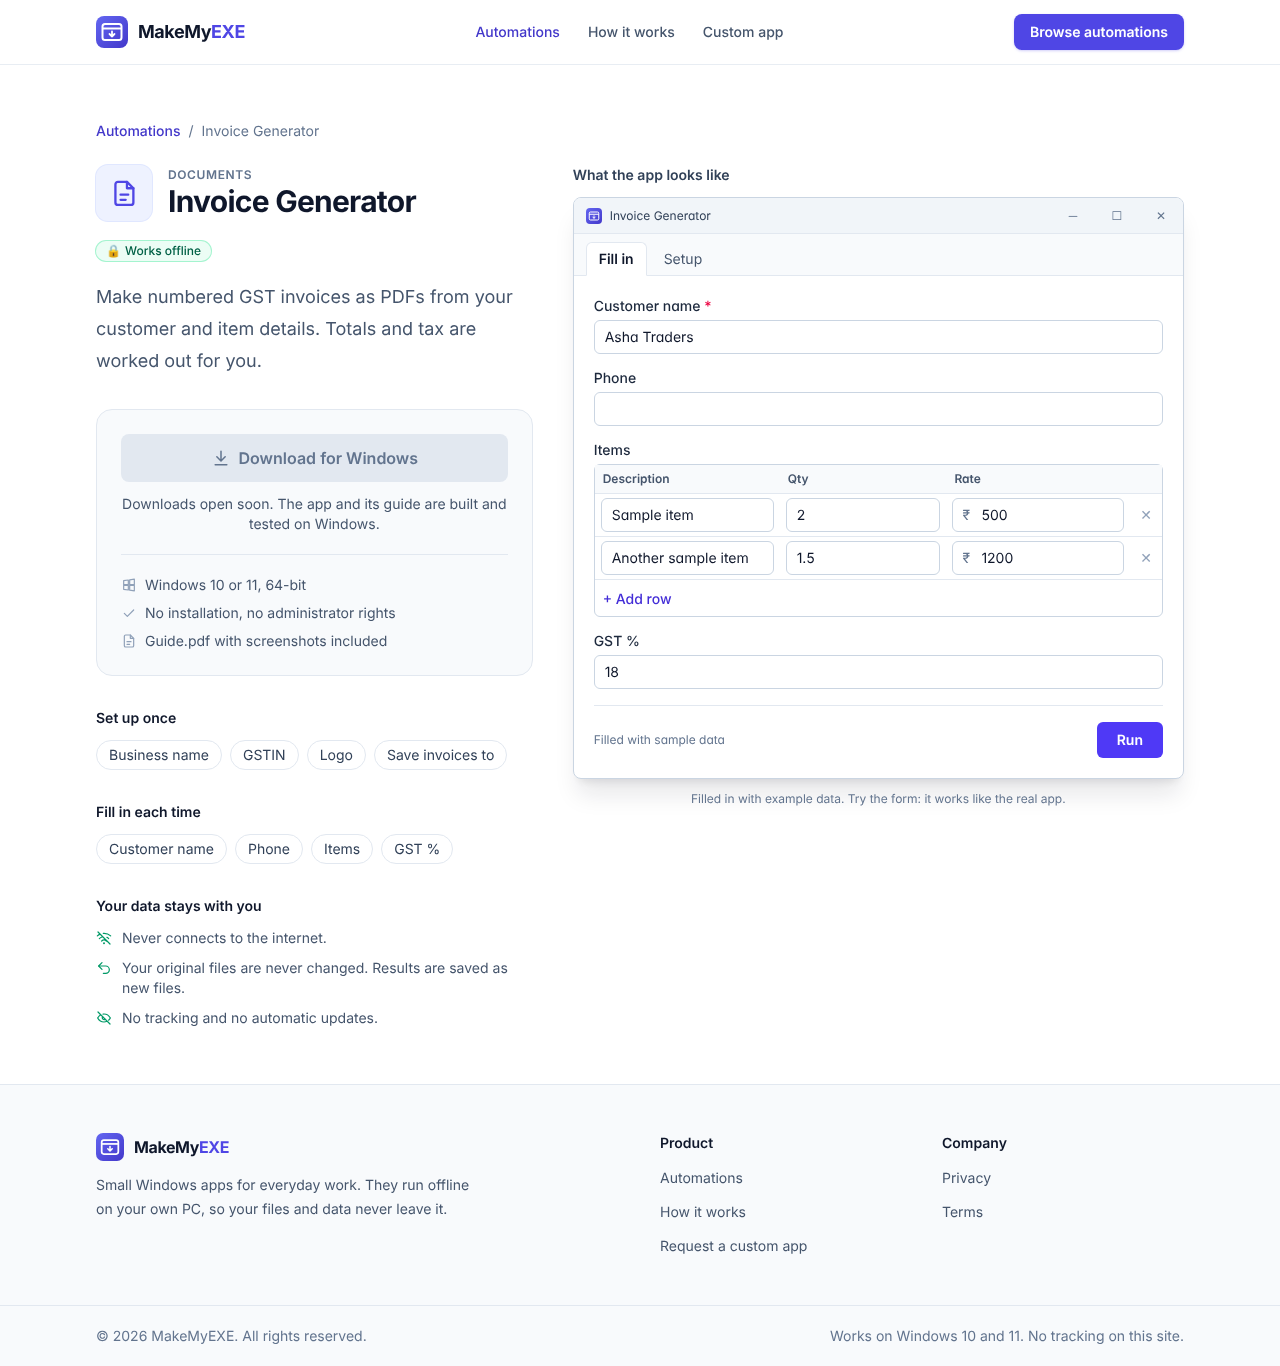 MakeMyEXE
Automations
How it works
Custom app
Browse automations
Automations / Invoice Generator
DOCUMENTS
Invoice Generator
🔒 Works offline
Make numbered GST invoices as PDFs from your
customer and item details. Totals and tax are
worked out for you.
Download for Windows
Downloads open soon. The app and its guide are built and
tested on Windows.
Windows 10 or 11, 64-bit
No installation, no administrator rights
Guide.pdf with screenshots included
Set up once
Business name
GSTIN
Logo
Save invoices to
Fill in each time
Customer name
Phone
Items
GST %
Your data stays with you
Never connects to the internet.
Your original files are never changed. Results are saved as
new files.
No tracking and no automatic updates.
What the app looks like
Invoice Generator
Fill in
Setup
Customer name *
Asha Traders
Phone
Items
Description Qty Rate
Sample item 2 ₹ 500 ×
Another sample item 1.5 ₹ 1200 ×
+ Add row
GST %
18
Filled with sample data
Run
Filled in with example data. Try the form: it works like the real app.
MakeMyEXE
Small Windows apps for everyday work. They run offline
on your own PC, so your files and data never leave it.
Product
Automations
How it works
Request a custom app
Company
Privacy
Terms
© 2026 MakeMyEXE. All rights reserved.
Works on Windows 10 and 11. No tracking on this site.